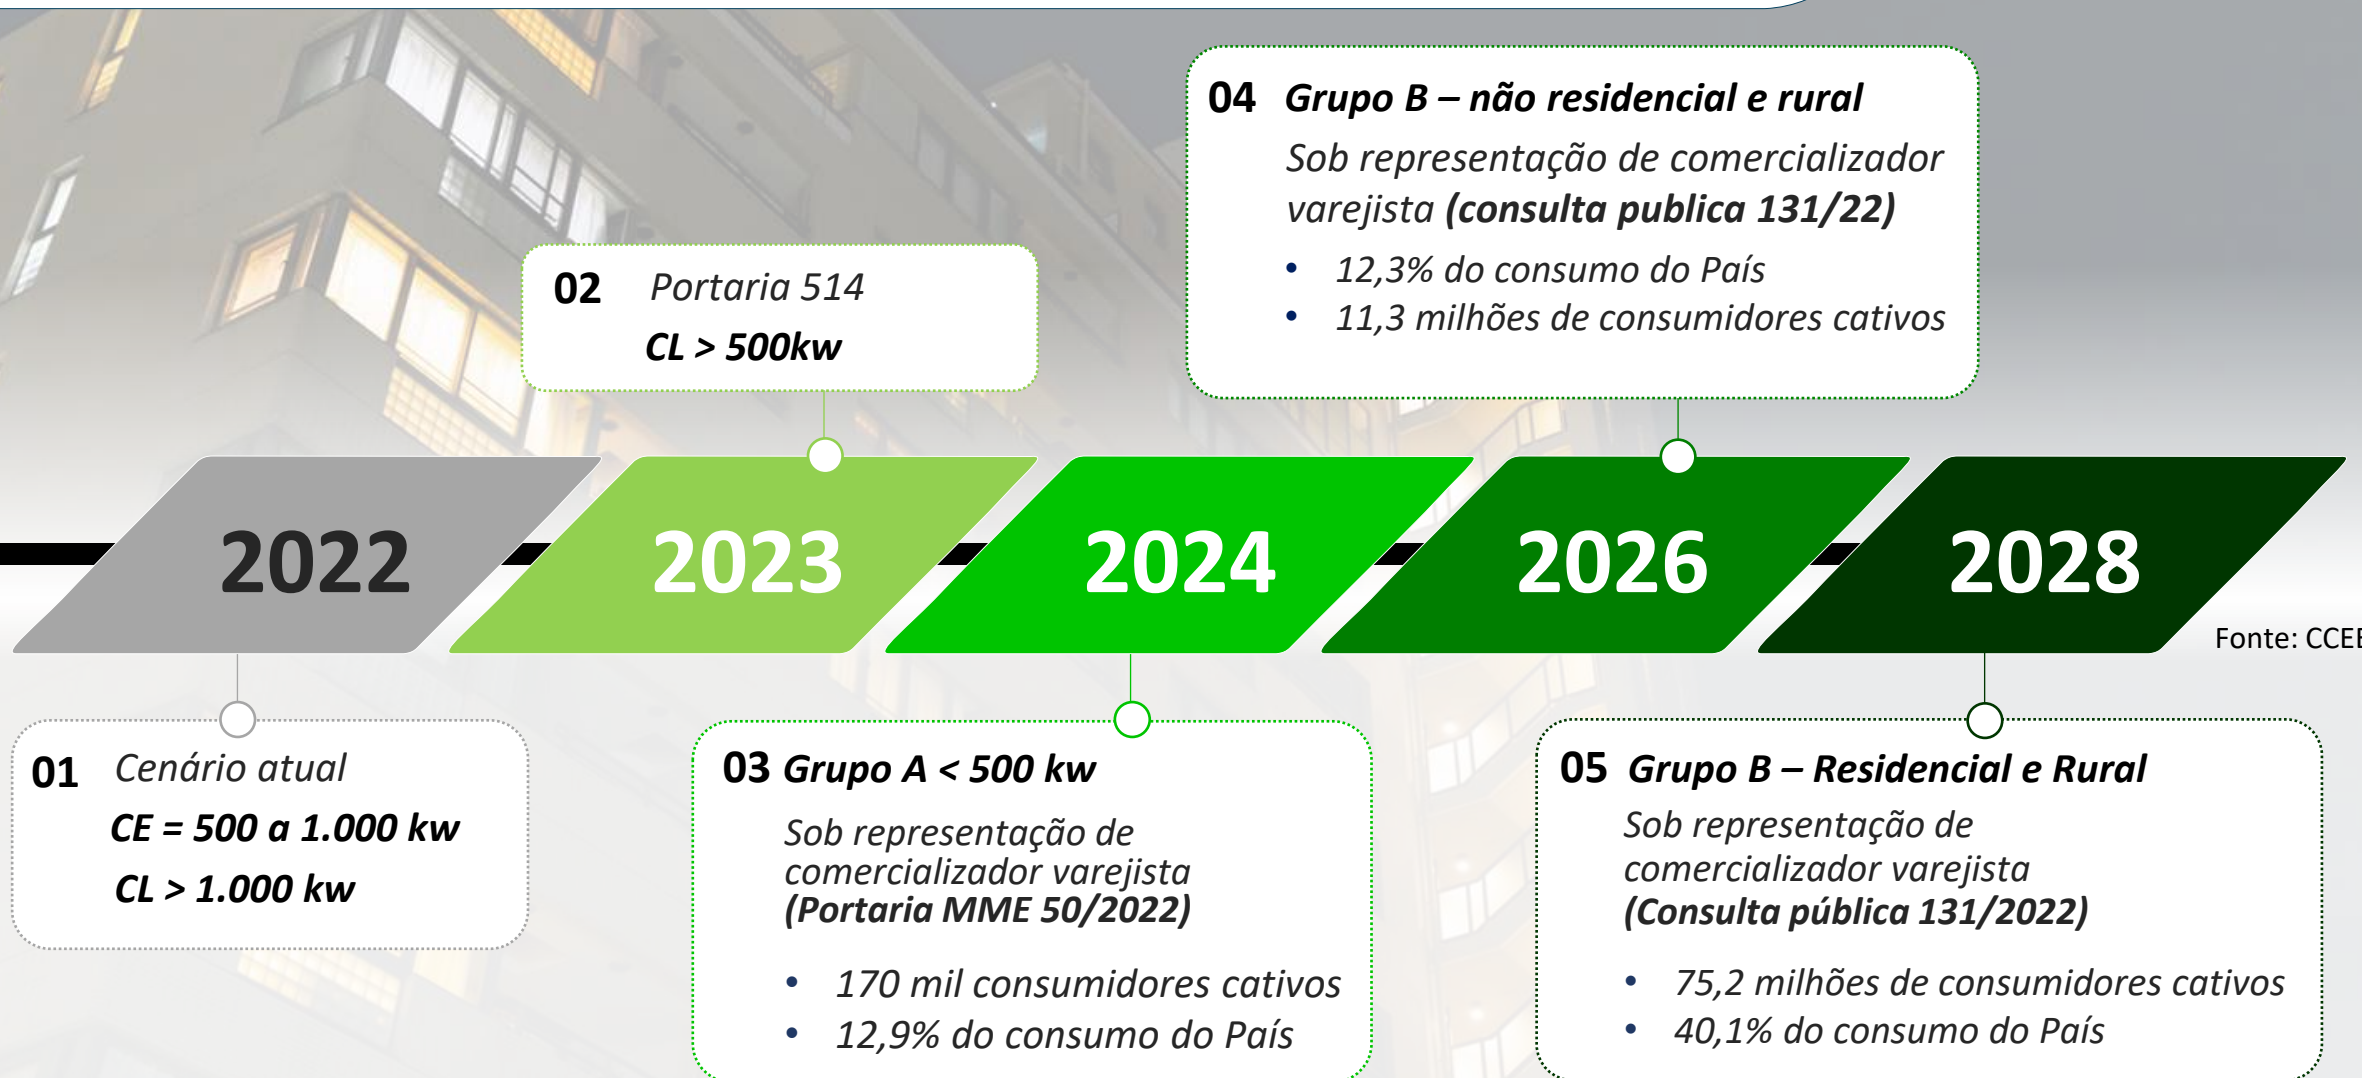 04 Grupo B – não residencial e rural
Sob representação de comercializador
varejista (consulta publica 131/22)
• 12,3% do consumo do País
• 11,3 milhões de consumidores cativos
02 Portaria 514
CL > 500kw
2022
2023
2024
2026
2028
Fonte: CCEE
01 Cenário atual
CE = 500 a 1.000 kw
CL > 1.000 kw
03 Grupo A < 500 kw
Sob representação de
comercializador varejista
(Portaria MME 50/2022)
• 170 mil consumidores cativos
• 12,9% do consumo do País
05 Grupo B – Residencial e Rural
Sob representação de
comercializador varejista
(Consulta pública 131/2022)
• 75,2 milhões de consumidores cativos
• 40,1% do consumo do País